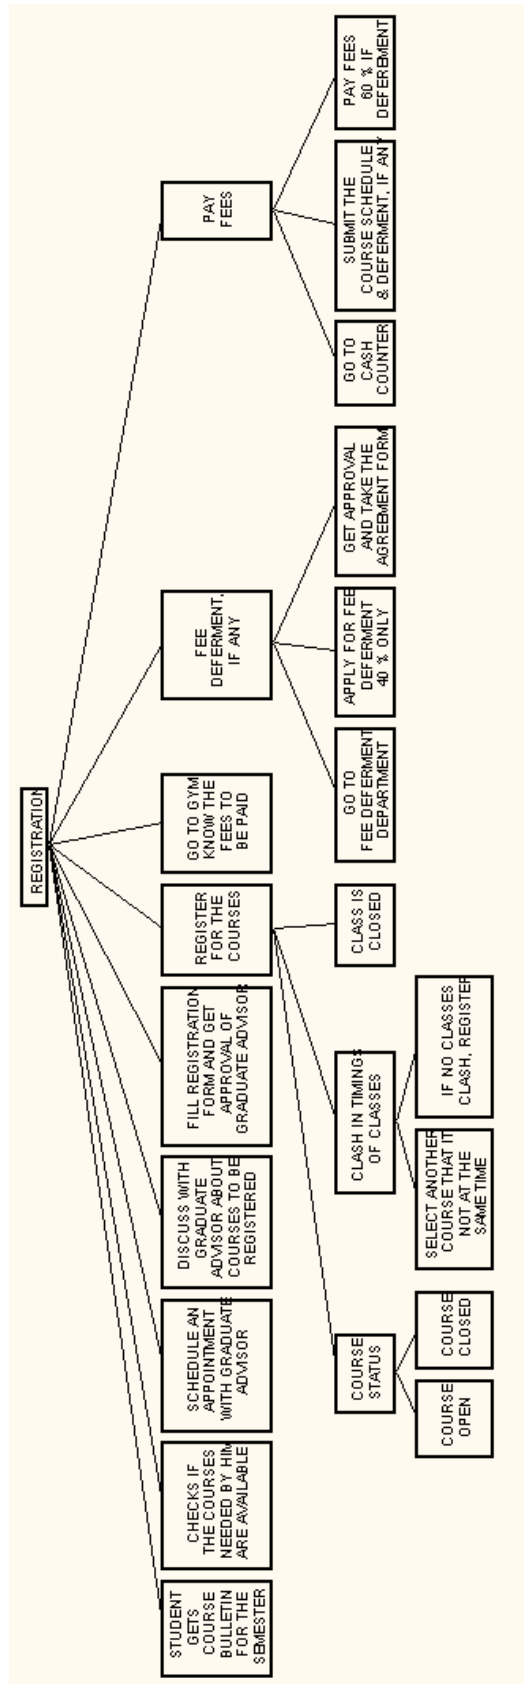 REGISTRATION
STUDENT
GETS
COURSE
BULLETIN
FOR THE
SEMESTER
CHECKS IF
THE COURSES
NEEDED BY HIM
ARE AVAILABLE
SCHEDULE AN
APPOINTMENT
WITH GRADUATE
ADVISOR
DISCUSS WITH
GRADUATE
ADVISOR ABOUT
COURSES TO BE
REGISTERED
FILL REGISTRATION
FORM AND GET
APPROVAL OF
GRADUATE ADVISOR
REGISTER
FOR THE
COURSES
GO TO GYM
KNOW THE
FEES TO
BE PAID
FEE
DEFERMENT,
IF ANY
PAY
FEES
COURSE
STATUS
CLASH IN TIMINGS
OF CLASSES
CLASS IS
CLOSED
GO TO
FEE DEFERMENT
DEPARTMENT
APPLY FOR FEE
DEFERMENT
40 % ONLY
GET APPROVAL
AND TAKE THE
AGREEMENT FORM
GO TO
CASH
COUNTER
SUBMIT THE
COURSE SCHEDULE
& DEFERMENT, IF ANY
PAY FEES
60 % IF
DEFEREMENT
COURSE
OPEN
COURSE
CLOSED
SELECT ANOTHER
COURSE THAT IT
NOT AT THE
SAME TIME
IF NO CLASSES
CLASH, REGISTER